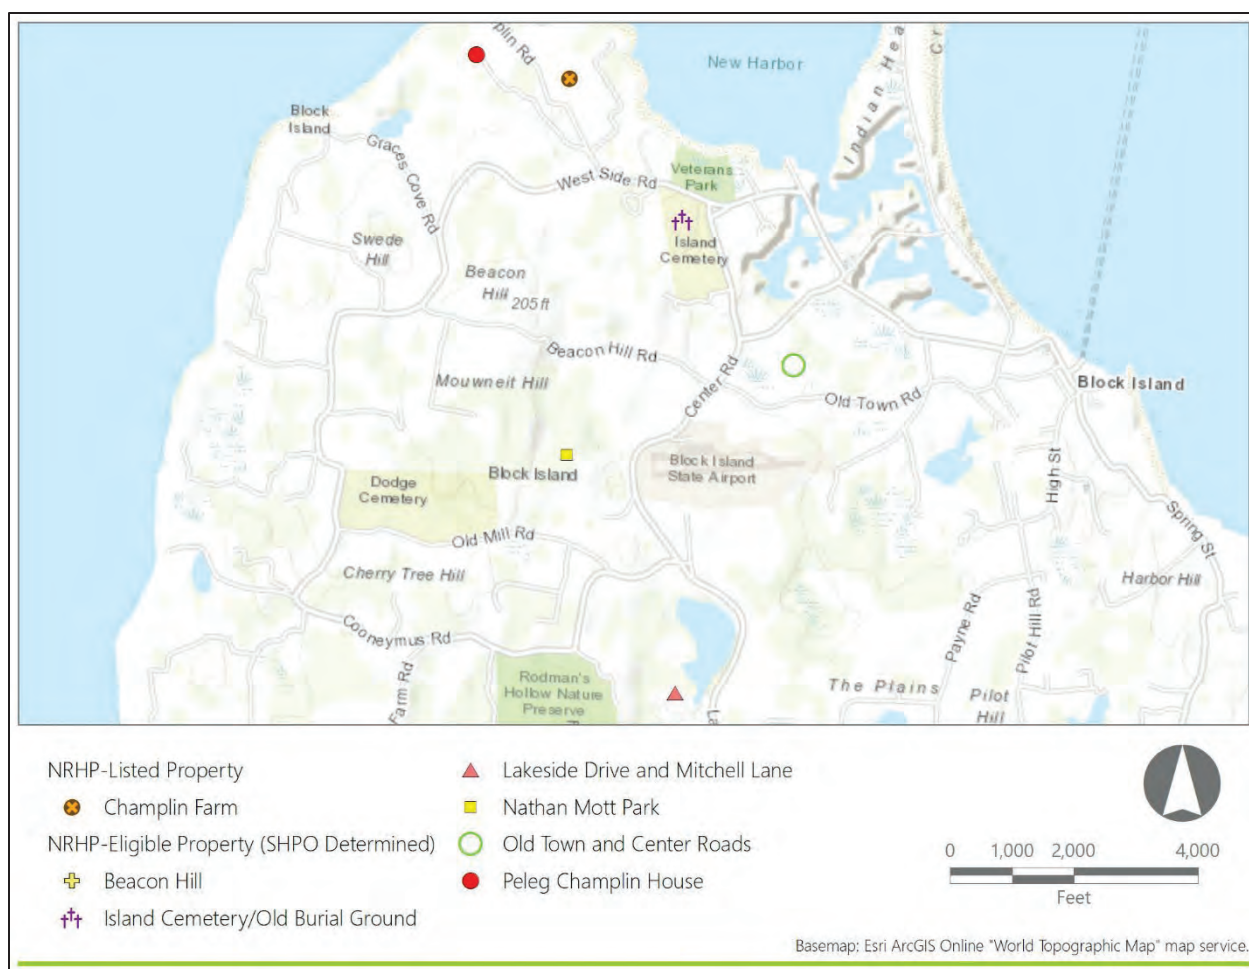 plin Rd
New Harbor
Indian Hea
Cr
Block
Island
Graces Cove Rd
West Side Rd
Veterans
Park
Swede
Hill
Island
Cemetery
Beacon
Hill
205 ft
Beacon Hill Rd
Mouwneit Hill
Center Rd
Old Town Rd
Block Island
Block Island
Block Island
State Airport
High St
Dodge
Cemetery
Spring St
Old Mill Rd
Cherry Tree Hill
Harbor Hill
Cooneymus Rd
Payne Rd
Pilot Hill Rd
Farm Rd
Rodman's
Hollow Nature
Preserve
La
The Plains
Pilot
Hill
NRHP-Listed Property
Champlin Farm
NRHP-Eligible Property (SHPO Determined)
Beacon Hill
Island Cemetery/Old Burial Ground
Lakeside Drive and Mitchell Lane
Nathan Mott Park
Old Town and Center Roads
Peleg Champlin House
0 1,000 2,000 4,000
Feet
Basemap: Esri ArcGIS Online "World Topographic Map" map service.